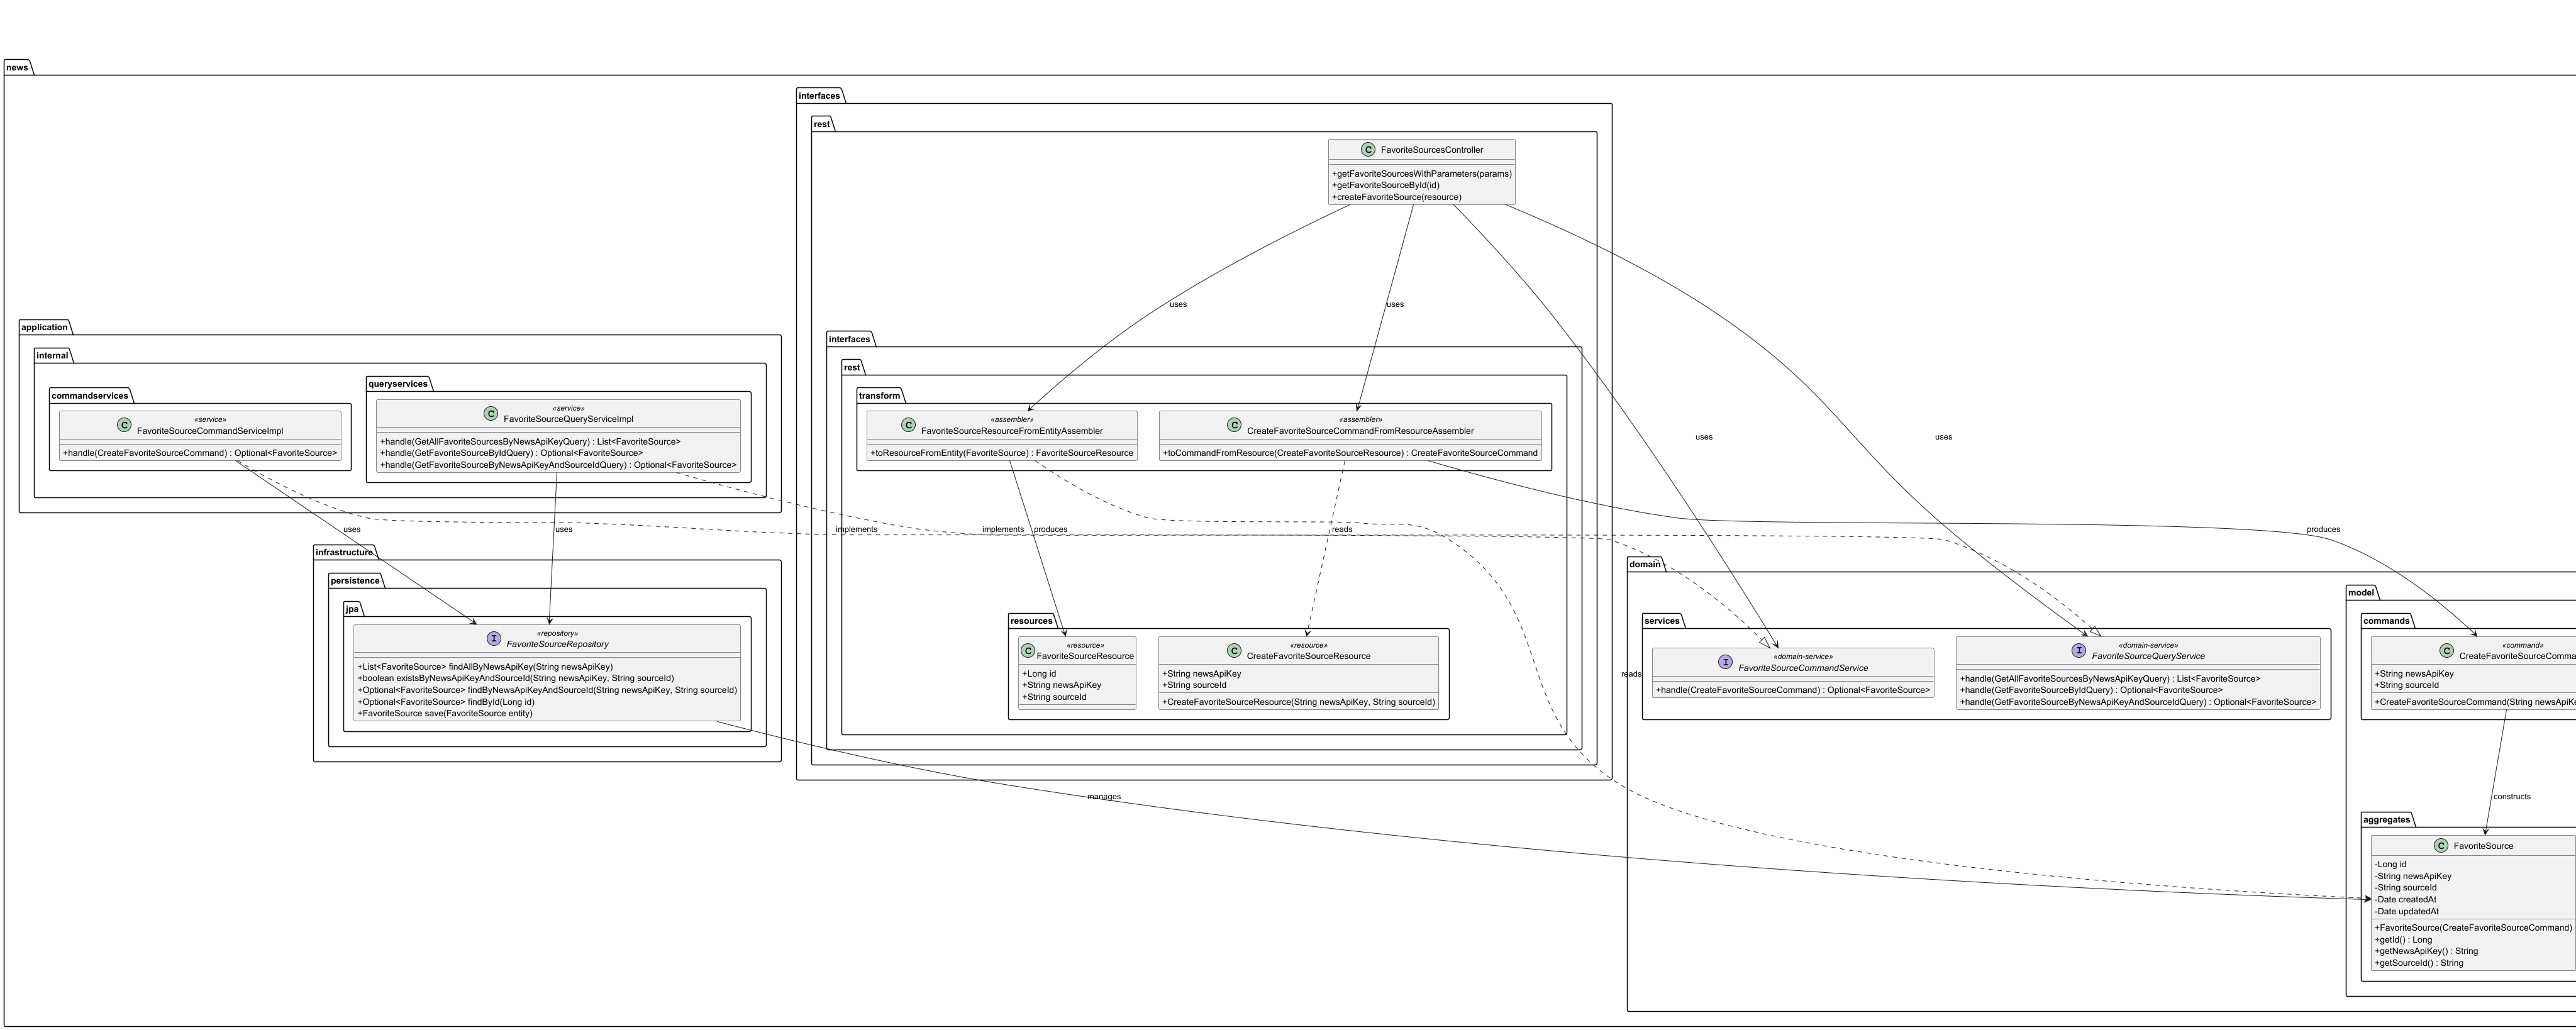 news
interfaces
rest
C FavoriteSourcesController
+getFavoriteSourcesWithParameters(params)
+getFavoriteSourceById(id)
+createFavoriteSource(resource)
uses
uses
uses
uses
application
internal
commandservices
«service»
C FavoriteSourceCommandServiceImpl
+handle(CreateFavoriteSourceCommand) : Optional<FavoriteSource>
queryservices
«service»
C FavoriteSourceQueryServiceImpl
+handle(GetAllFavoriteSourcesByNewsApiKeyQuery) : List<FavoriteSource>
+handle(GetFavoriteSourceByIdQuery) : Optional<FavoriteSource>
+handle(GetFavoriteSourceByNewsApiKeyAndSourceIdQuery) : Optional<FavoriteSource>
interfaces
rest
transform
«assembler»
C FavoriteSourceResourceFromEntityAssembler
+toResourceFromEntity(FavoriteSource) : FavoriteSourceResource
«assembler»
C CreateFavoriteSourceCommandFromResourceAssembler
+toCommandFromResource(CreateFavoriteSourceResource) : CreateFavoriteSourceCommand
uses
uses
implements
implements
produces
reads
produces
infrastructure
persistence
jpa
«repository»
I FavoriteSourceRepository
+List<FavoriteSource> findAllByNewsApiKey(String newsApiKey)
+boolean existsByNewsApiKeyAndSourceId(String newsApiKey, String sourceId)
+Optional<FavoriteSource> findByNewsApiKeyAndSourceId(String newsApiKey, String sourceId)
+Optional<FavoriteSource> findById(Long id)
+FavoriteSource save(FavoriteSource entity)
resources
«resource»
C FavoriteSourceResource
+Long id
+String newsApiKey
+String sourceId
«resource»
C CreateFavoriteSourceResource
+String newsApiKey
+String sourceId
+CreateFavoriteSourceResource(String newsApiKey, String sourceId)
reads
domain
services
«domain-service»
I FavoriteSourceCommandService
+handle(CreateFavoriteSourceCommand) : Optional<FavoriteSource>
«domain-service»
I FavoriteSourceQueryService
+handle(GetAllFavoriteSourcesByNewsApiKeyQuery) : List<FavoriteSource>
+handle(GetFavoriteSourceByIdQuery) : Optional<FavoriteSource>
+handle(GetFavoriteSourceByNewsApiKeyAndSourceIdQuery) : Optional<FavoriteSource>
model
commands
«command»
C CreateFavoriteSourceComma
+String newsApiKey
+String sourceId
+CreateFavoriteSourceCommand(String newsApiKe
manages
constructs
aggregates
C FavoriteSource
-Long id
-String newsApiKey
-String sourceId
-Date createdAt
-Date updatedAt
+FavoriteSource(CreateFavoriteSourceCommand)
+getId() : Long
+getNewsApiKey() : String
+getSourceId() : String